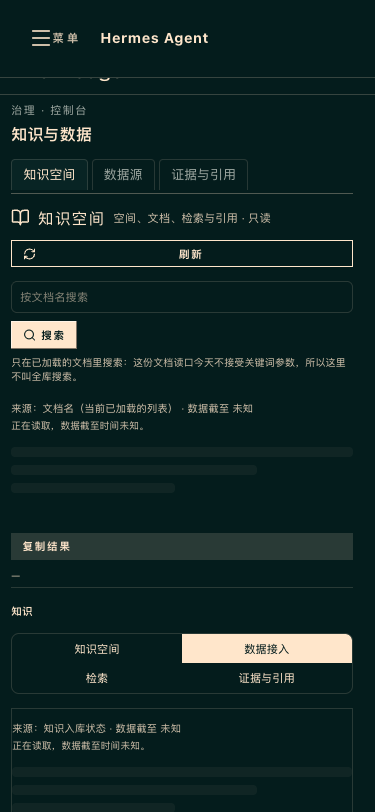 菜单
Hermes Agent
治理 · 控制台
知识与数据
知识空间
数据源
证据与引用
知识空间 空间、文档、检索与引用 · 只读
刷新
按文档名搜索
搜索
只在已加载的文档里搜索：这份文档读口今天不接受关键词参数，所以这里
不叫全库搜索。
来源：文档名（当前已加载的列表） · 数据截至 未知
正在读取，数据截至时间未知。
复制结果
—
知识
知识空间
数据接入
检索
证据与引用
来源：知识入库状态 · 数据截至 未知
正在读取，数据截至时间未知。